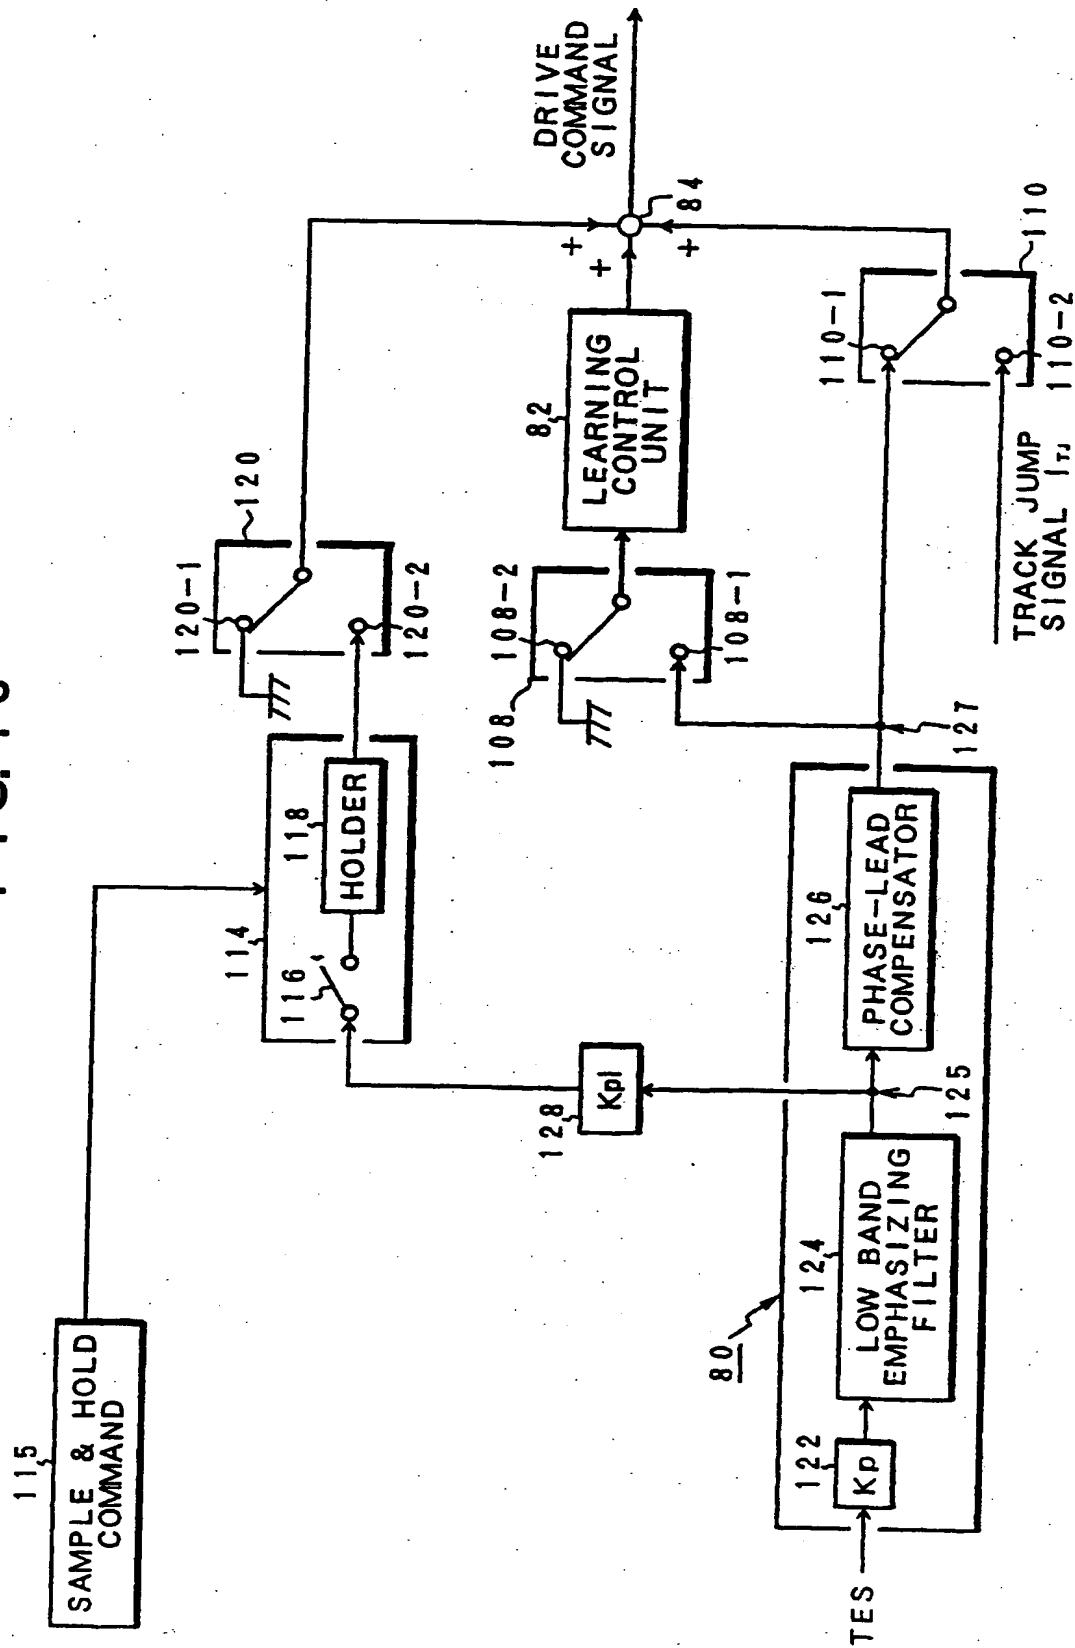 115
SAMPLE & HOLD
COMMAND
114
116
118
HOLDER
120-1
120
120-2
DRIVE
COMMAND
SIGNAL
128
Kpl
108
108-2
108-1
82
LEARNING
CONTROL
UNIT
+
+
+
84
80
TES
122
Kp
124
LOW BAND
EMPHASIZING
FILTER
125
126
PHASE-LEAD
COMPENSATOR
127
110-1
110
110-2
TRACK JUMP
SIGNAL ITJ